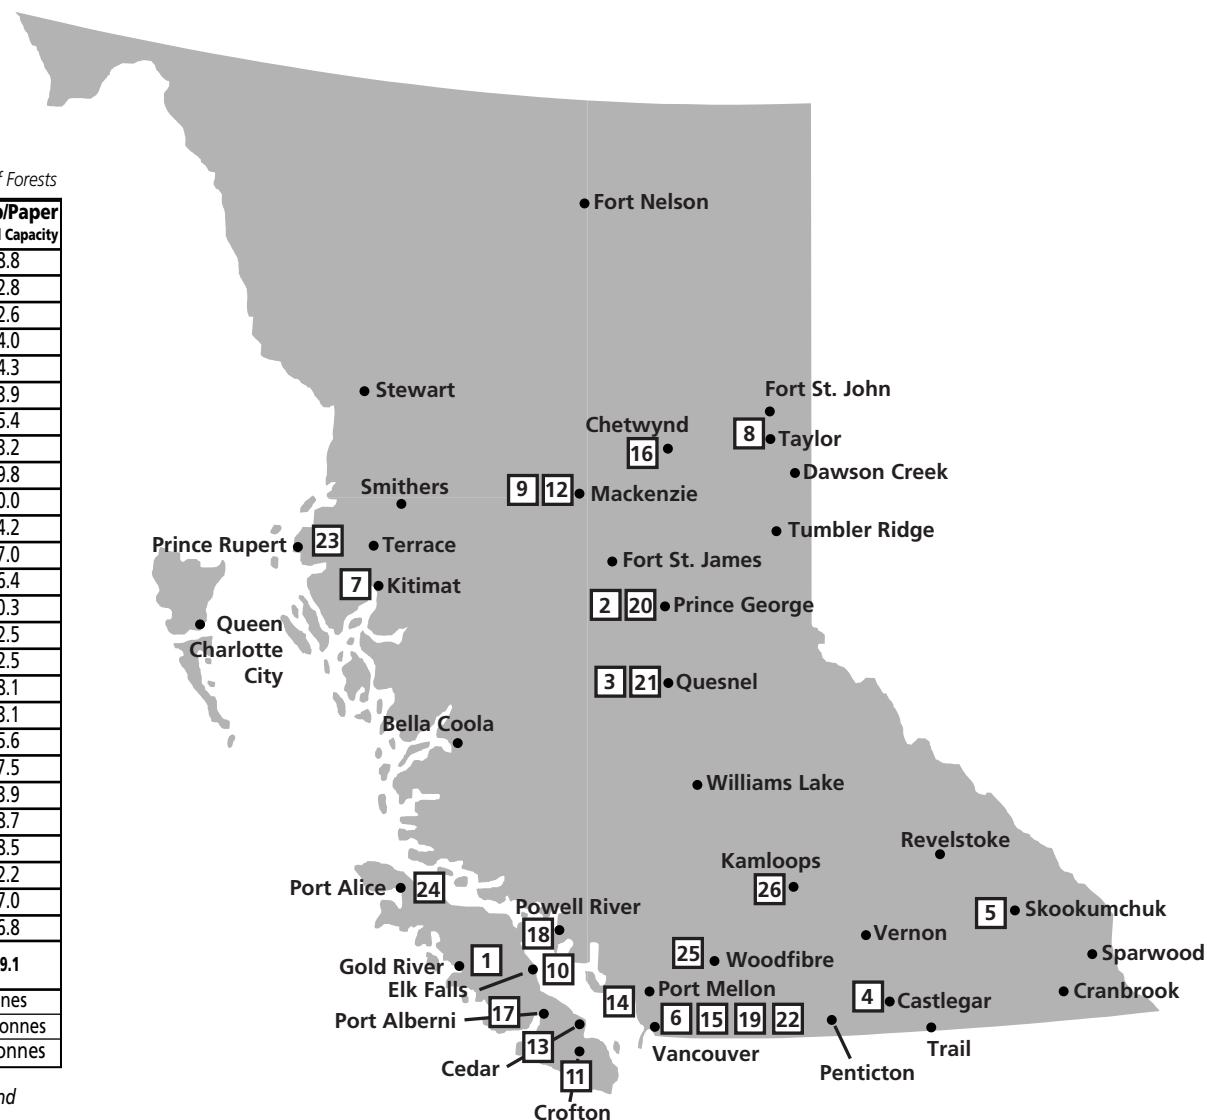 Forests
/Paper
Capacity
8.8
2.8
2.6
4.0
4.3
3.9
5.4
3.2
9.8
0.0
4.2
7.0
6.4
0.3
2.5
2.5
8.1
3.1
5.6
7.5
3.9
8.7
8.5
2.2
7.0
6.8
9.1
nes
onnes
onnes
nd
Fort Nelson
Stewart
Fort St. John
Chetwynd
16
8
Taylor
Dawson Creek
Smithers
9
12
Mackenzie
Tumbler Ridge
Prince Rupert
23
Terrace
Fort St. James
7
Kitimat
2
20
Prince George
Queen
Charlotte
City
3
21
Quesnel
Bella Coola
Williams Lake
Revelstoke
Kamloops
26
Port Alice
24
Powell River
18
5
Skookumchuk
Vernon
Sparwood
Gold River
1
10
Elk Falls
25
Woodfibre
14
Port Mellon
4
Castlegar
Cranbrook
Port Alberni
17
6
15
19
22
Vancouver
Penticton
Trail
13
Cedar
11
Crofton